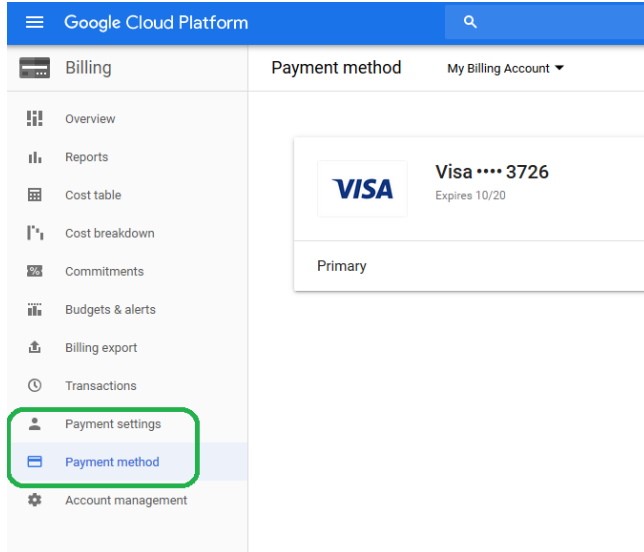 Google Cloud Platform
Billing
Payment method
My Billing Account
Overview
Reports
Cost table
Cost breakdown
Commitments
Budgets & alerts
Billing export
Transactions
Payment settings
Payment method
Account management
VISA
Visa •••• 3726
Expires 10/20
Primary